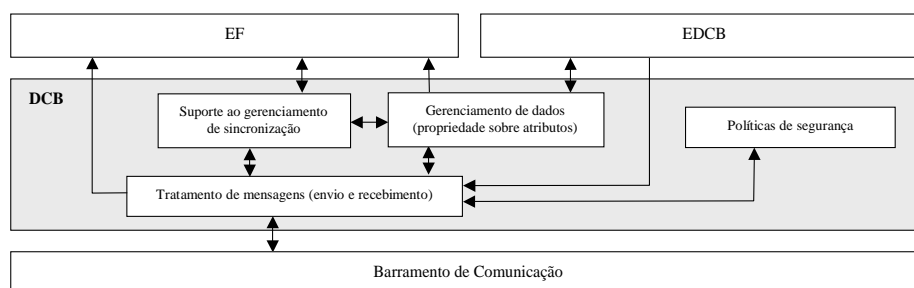 EF
EDCB
DCB
Suporte ao gerenciamento
de sincronização
Gerenciamento de dados
(propriedade sobre atributos)
Políticas de segurança
Tratamento de mensagens (envio e recebimento)
Barramento de Comunicação